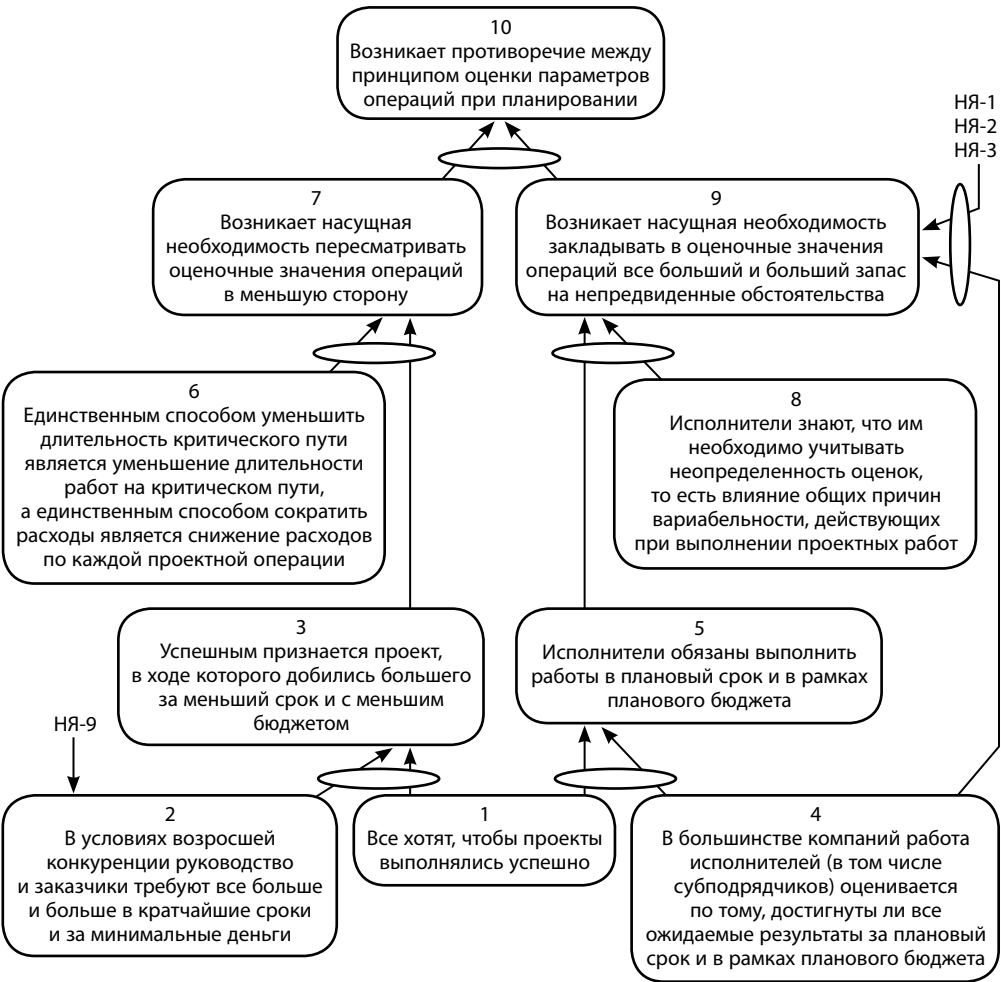 10
Возникает противоречие между
принципом оценки параметров
операций при планировании
НЯ-1
НЯ-2
НЯ-3
7
Возникает насущная
необходимость пересматривать
оценочные значения операций
в меньшую сторону
9
Возникает насущная необходимость
закладывать в оценочные значения
операций все больший и больший запас
на непредвиденные обстоятельства
6
Единственным способом уменьшить
длительность критического пути
является уменьшение длительности
работ на критическом пути,
а единственным способом сократить
расходы является снижение расходов
по каждой проектной операции
8
Исполнители знают, что им
необходимо учитывать
неопределенность оценок,
то есть влияние общих причин
вариабельности, действующих
при выполнении проектных работ
3
Успешным признается проект,
в ходе которого добились большего
за меньший срок и с меньшим
бюджетом
5
Исполнители обязаны выполнить
работы в плановый срок и в рамках
планового бюджета
НЯ-9
2
В условиях возросшей
конкуренции руководство
и заказчики требуют все больше
и больше в кратчайшие сроки
и за минимальные деньги
1
Все хотят, чтобы проекты
выполнялись успешно
4
В большинстве компаний работа
исполнителей (в том числе
субподрядчиков) оценивается
по тому, достигнуты ли все
ожидаемые результаты за плановый
срок и в рамках планового бюджета